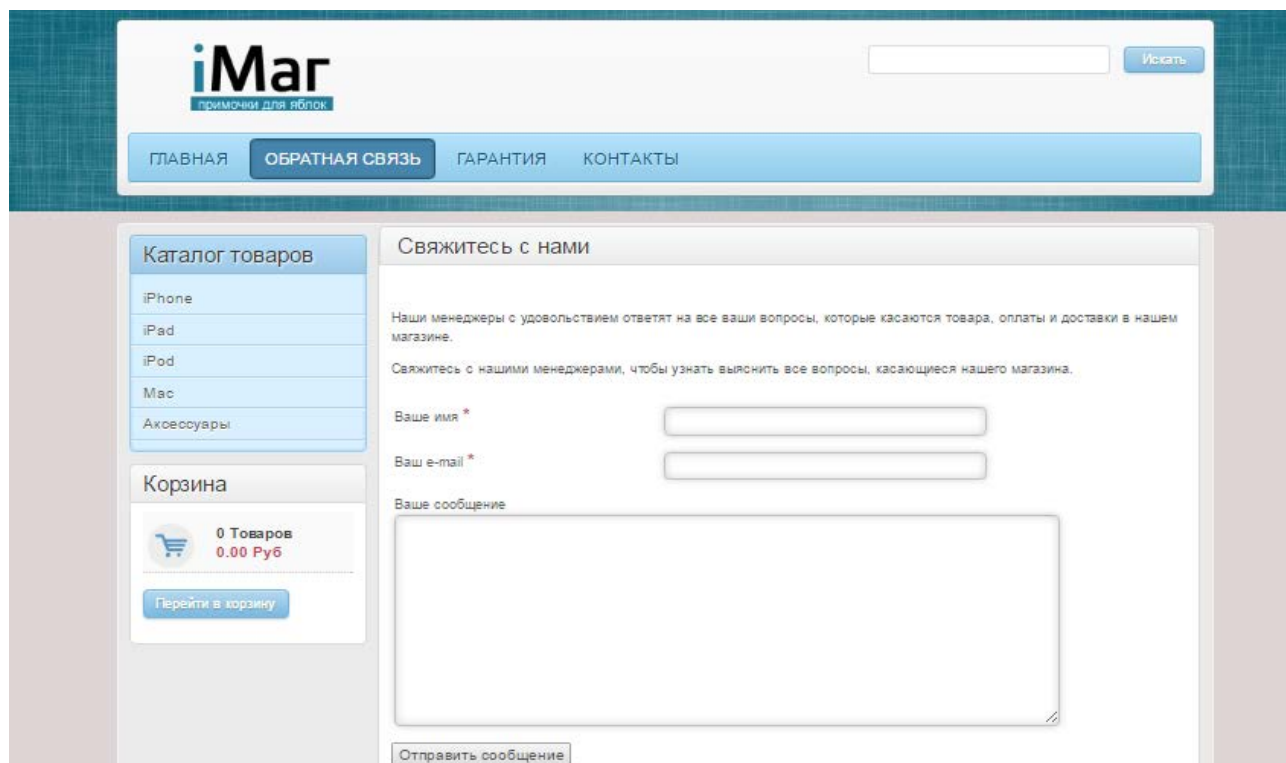 iМаг
примочки для яблок
Искать
ГЛАВНАЯ ОБРАТНАЯ СВЯЗЬ ГАРАНТИЯ КОНТАКТЫ
Каталог товаров
iPhone
iPad
iPod
Mac
Аксессуары
Корзина
0 Товаров
0.00 Руб
Перейти в корзину
Свяжитесь с нами
Наши менеджеры с удовольствием ответят на все ваши вопросы, которые касаются товара, оплаты и доставки в нашем
магазине.
Свяжитесь с нашими менеджерами, чтобы узнать выяснить все вопросы, касающиеся нашего магазина.
Ваше имя *
Ваш e-mail *
Ваше сообщение
Отправить сообщение